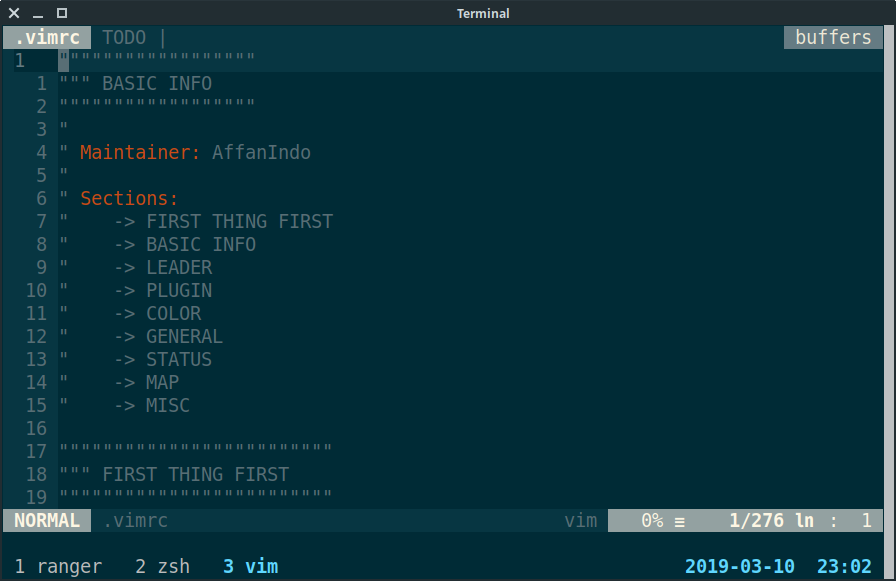 Terminal
.vimrc TODO | buffers
1 """"""""""""""""""
1 """ BASIC INFO
2 """"""""""""""""""
3 "
4 " Maintainer: AffanIndo
5 "
6 " Sections:
7 "    -> FIRST THING FIRST
8 "    -> BASIC INFO
9 "    -> LEADER
10 "    -> PLUGIN
11 "    -> COLOR
12 "    -> GENERAL
13 "    -> STATUS
14 "    -> MAP
15 "    -> MISC
16
17 """""""""""""""""""""""""
18 """ FIRST THING FIRST
19 """""""""""""""""""""""""
NORMAL .vimrc vim 0% ≡ 1/276 ln : 1
1 ranger 2 zsh 3 vim 2019-03-10 23:02